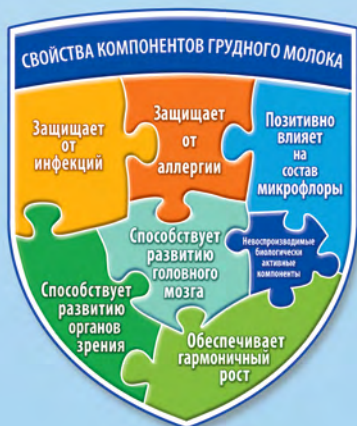 СВОЙСТВА КОМПОНЕНТОВ ГРУДНОГО МОЛОКА
Защищает
от
инфекций
Защищает
от
аллергии
Позитивно
влияет
на
состав
микрофлоры
Способствует
развитию
головного
мозга
Невоспроизводимые
биологически
активные
компоненты
Способствует
развитию
органов
зрения
Обеспечивает
гармоничный
рост